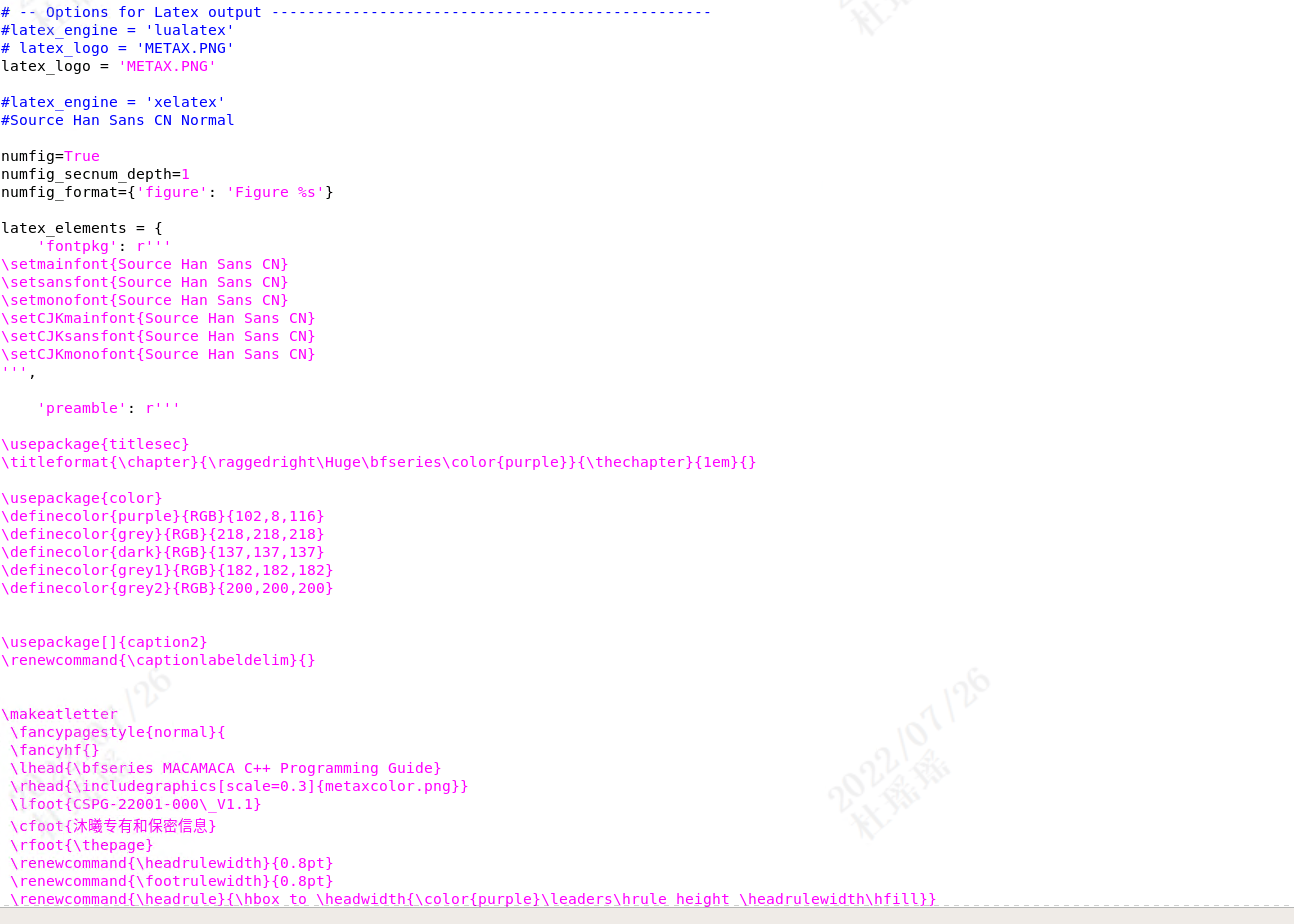 # -- Options for Latex output -------------------------------------------------
#latex_engine = 'lualatex'
# latex_logo = 'METAX.PNG'
latex_logo = 'METAX.PNG'
#latex_engine = 'xelatex'
#Source Han Sans CN Normal
numfig=True
numfig_secnum_depth=1
numfig_format={'figure': 'Figure %s'}
latex_elements = {
    'fontpkg': r'''
\setmainfont{Source Han Sans CN}
\setsansfont{Source Han Sans CN}
\setmonofont{Source Han Sans CN}
\setCJKmainfont{Source Han Sans CN}
\setCJKsansfont{Source Han Sans CN}
\setCJKmonofont{Source Han Sans CN}
''',
    'preamble': r'''
\usepackage{titlesec}
\titleformat{\chapter}{\raggedright\Huge\bfseries\color{purple}}{\thechapter}{1em}{}
\usepackage{color}
\definecolor{purple}{RGB}{102,8,116}
\definecolor{grey}{RGB}{218,218,218}
\definecolor{dark}{RGB}{137,137,137}
\definecolor{grey1}{RGB}{182,182,182}
\definecolor{grey2}{RGB}{200,200,200}
\usepackage[]{caption2}
\renewcommand{\captionlabeldelim}{}
\makeatletter
 \fancypagestyle{normal}{
 \fancyhf{}
 \lhead{\bfseries MACAMACA C++ Programming Guide}
 \rhead{\includegraphics[scale=0.3]{metaxcolor.png}}
 \lfoot{CSPG-22001-000\_V1.1}
 \cfoot{沐曦专有和保密信息}
 \rfoot{\thepage}
 \renewcommand{\headrulewidth}{0.8pt}
 \renewcommand{\footrulewidth}{0.8pt}
 \renewcommand{\headrule}{\hbox to \headwidth{\color{purple}\leaders\hrule height \headrulewidth\hfill}}
2022/07/26
杜瑶瑶